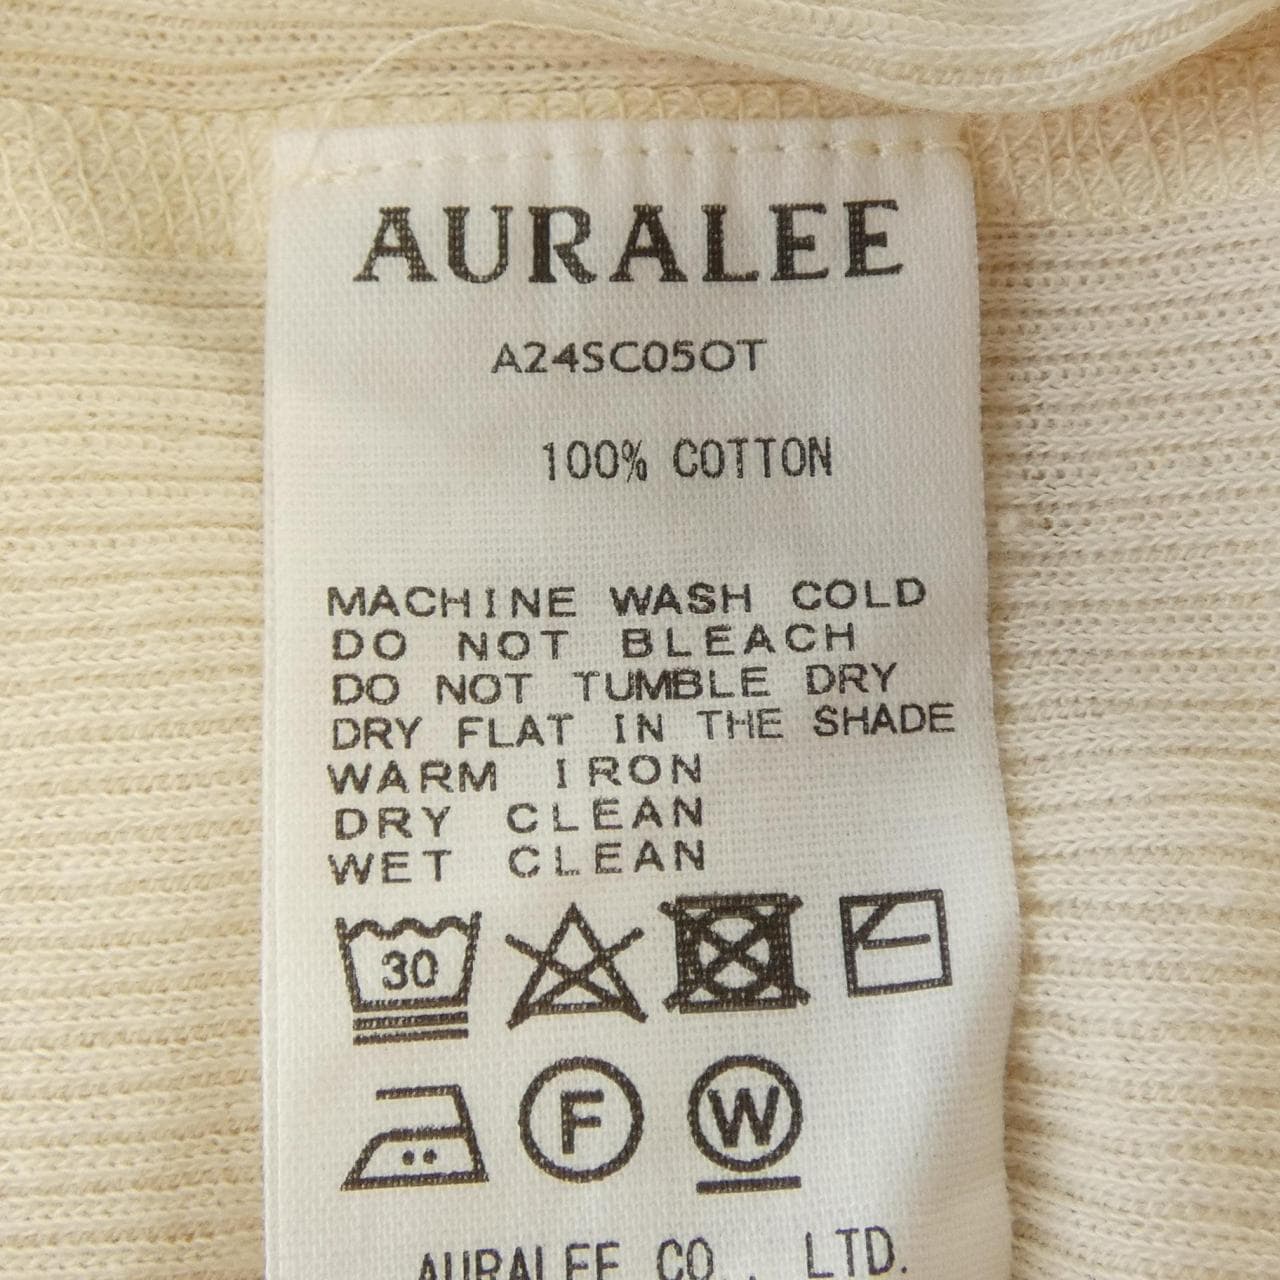 AURALEE
A24SC05OT
100% COTTON
MACHINE WASH COLD
DO NOT BLEACH
DO NOT TUMBLE DRY
DRY FLAT IN THE SHADE
WARM IRON
DRY CLEAN
WET CLEAN
30
F W
AURALEE CO., LTD.